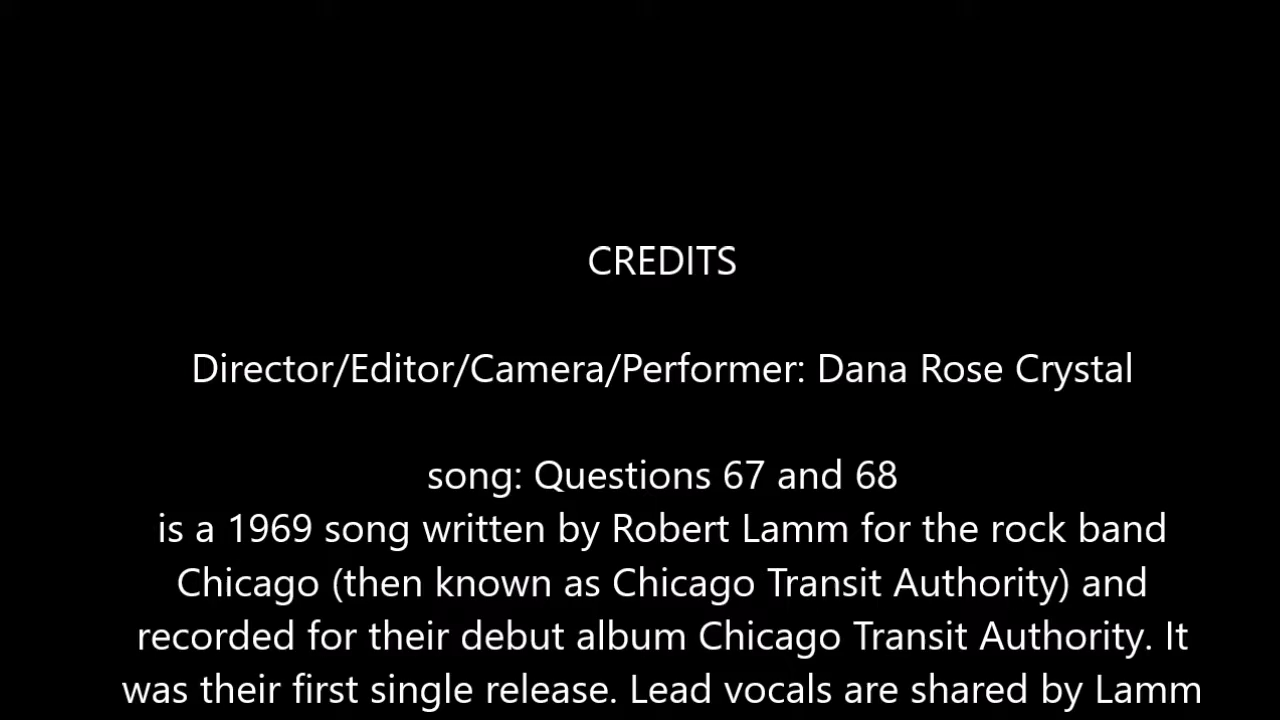 CREDITS
Director/Editor/Camera/Performer: Dana Rose Crystal
song: Questions 67 and 68
is a 1969 song written by Robert Lamm for the rock band
Chicago (then known as Chicago Transit Authority) and
recorded for their debut album Chicago Transit Authority. It
was their first single release. Lead vocals are shared by Lamm